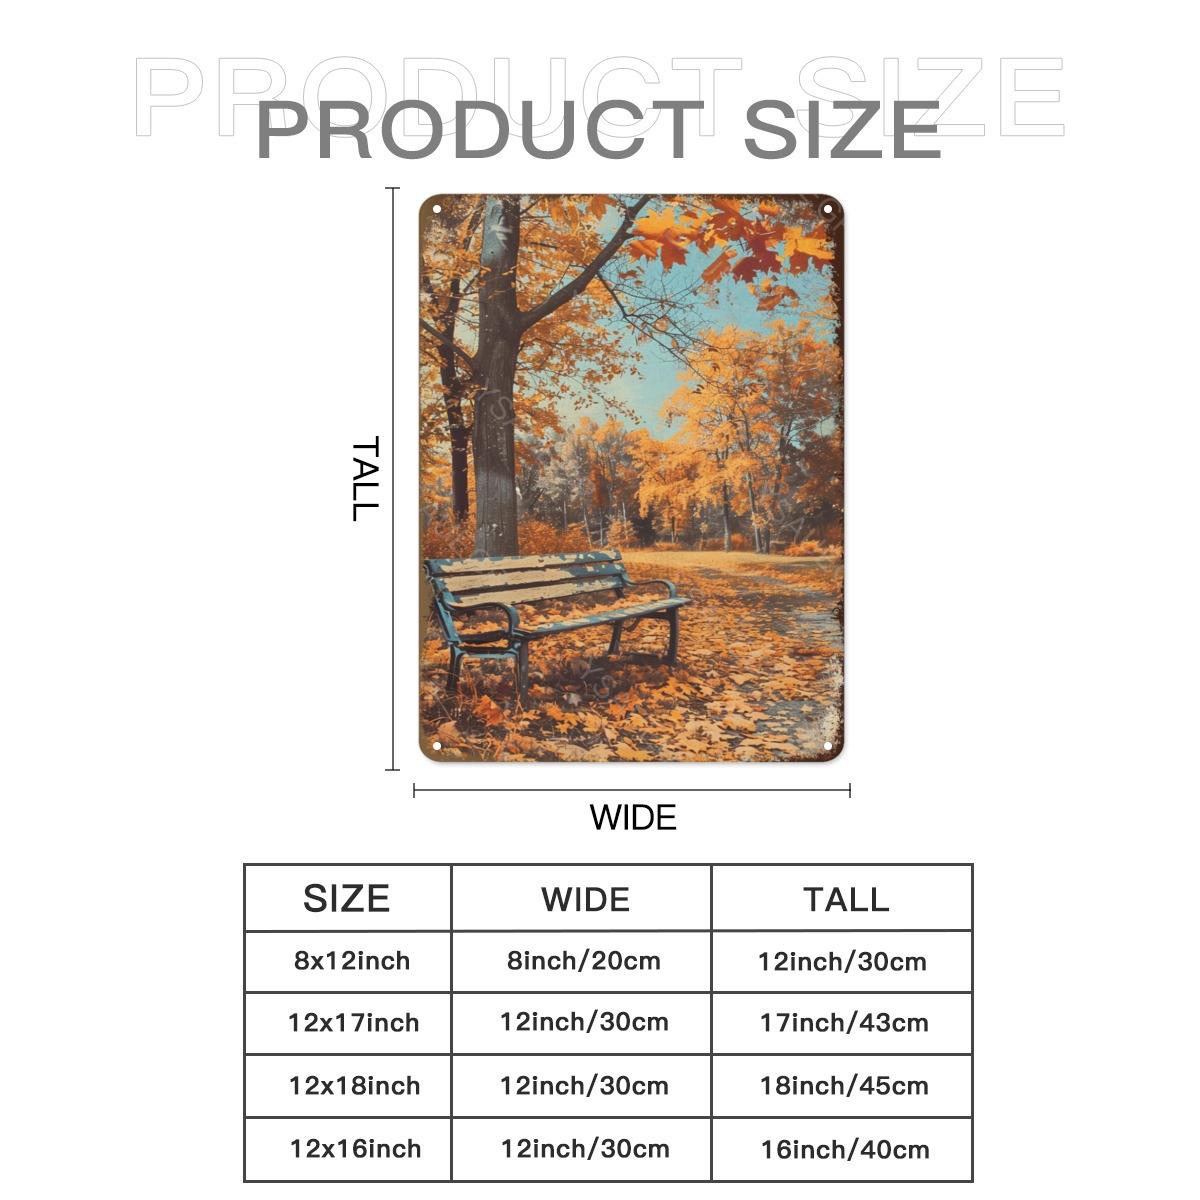 PRODUCT SIZE
PRODUCT SIZE
TALL
WIDE
SIZE WIDE TALL
8x12inch 8inch/20cm 12inch/30cm
12x17inch 12inch/30cm 17inch/43cm
12x18inch 12inch/30cm 18inch/45cm
12x16inch 12inch/30cm 16inch/40cm